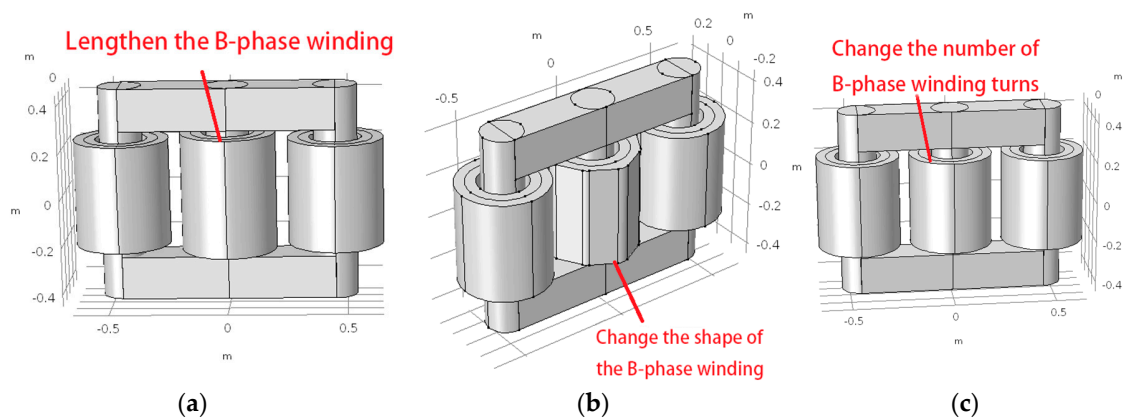 Lengthen the B-phase winding
m
0
0.4
0.2
m
0
-0.2
-0.4
-0.5
0
0.5
m
(a)
m
0.2
0
-0.2
0.5
0
-0.5
0.4
0.2
0
m
-0.2
-0.4
Change the shape of
the B-phase winding
(b)
Change the number of
B-phase winding turns
m
0
0.4
0.2
0
m
-0.2
-0.4
-0.5
0
0.5
m
(c)